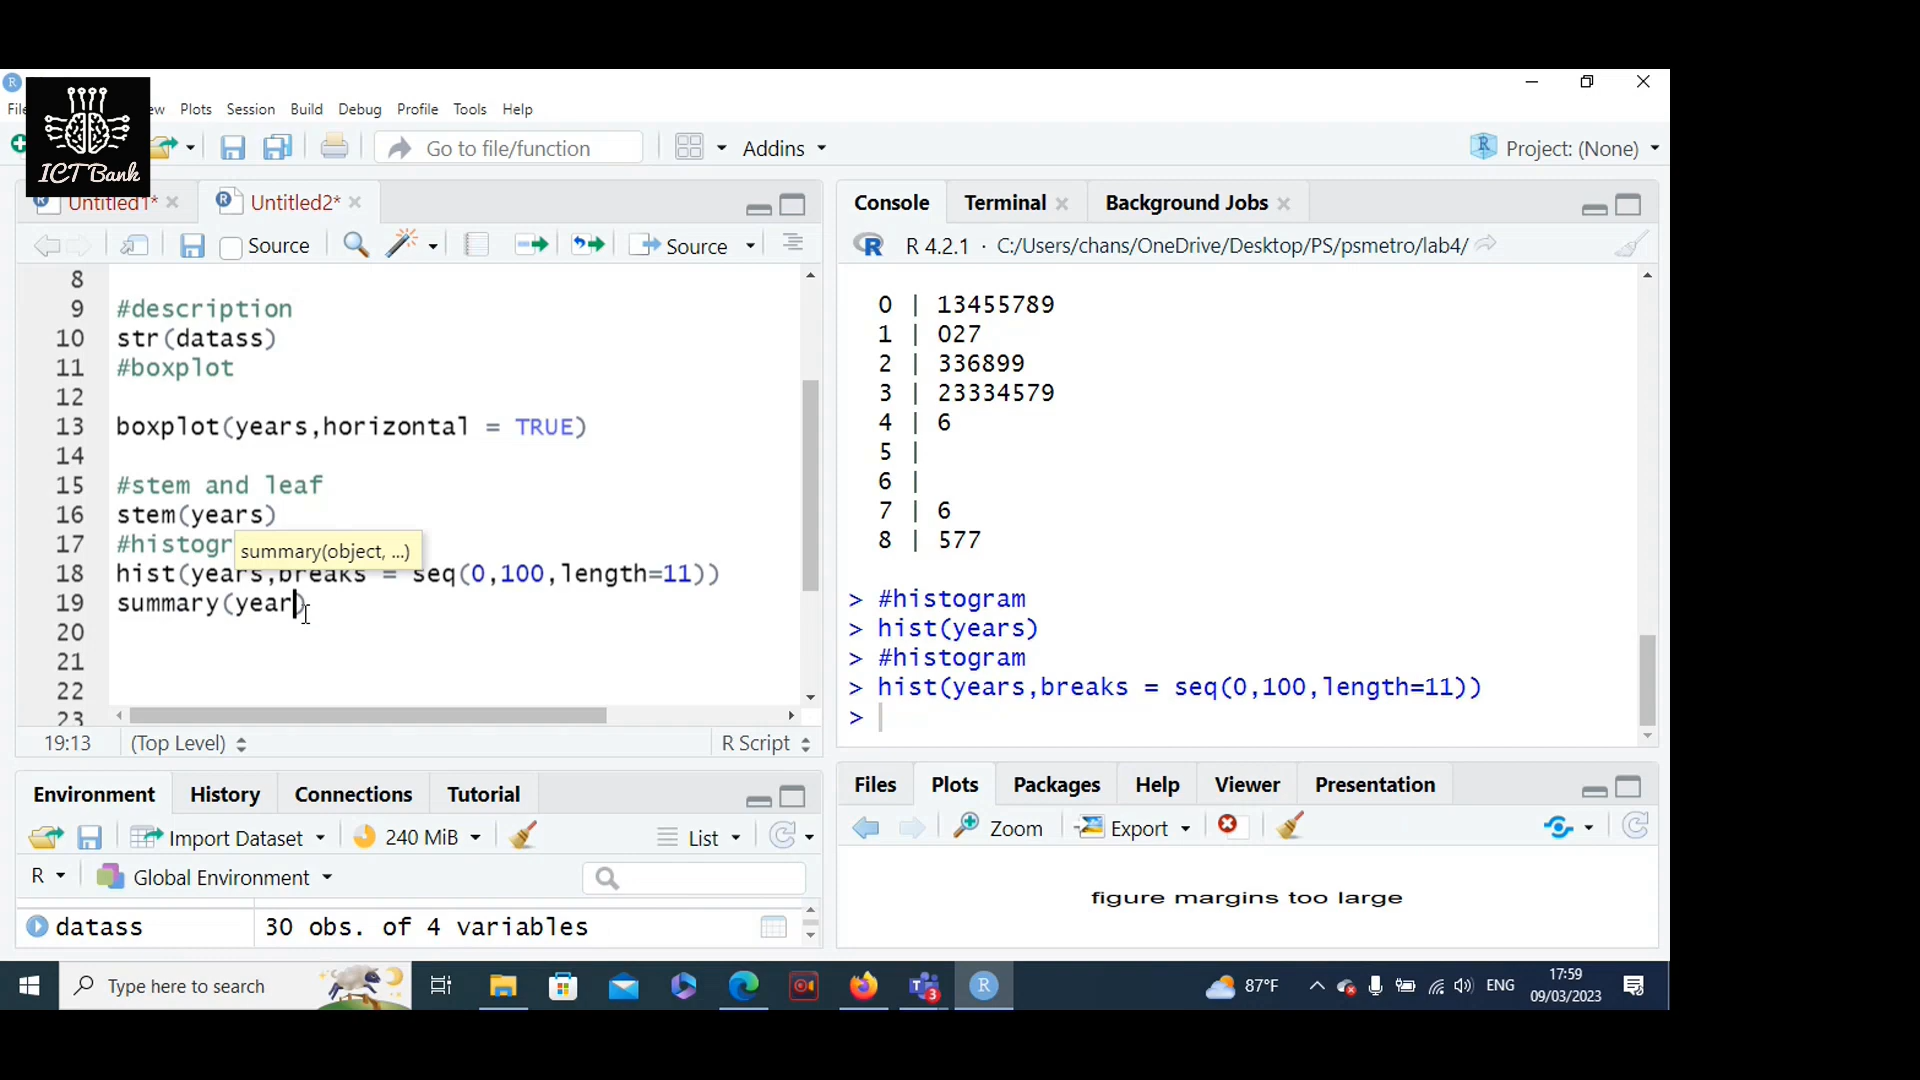 ICT Bank
File
ew Plots Session Build Debug Profile Tools Help
Go to file/function
Addins
Project: (None)
Untitled1*
Untitled2*
Source
Source
8
9 #description
10 str(datass)
11 #boxplot
12
13 boxplot(years,horizontal = TRUE)
14
15 #stem and leaf
16 stem(years)
17 #histogr
summary(object, ...)
18 hist(years,breaks = seq(0,100,length=11))
19 summary(year)
20
21
22
23
19:13 (Top Level) R Script
Console Terminal Background Jobs
R 4.2.1 · C:/Users/chans/OneDrive/Desktop/PS/psmetro/lab4/
0 | 13455789
1 | 027
2 | 336899
3 | 23334579
4 | 6
5 |
6 |
7 | 6
8 | 577
> #histogram
> hist(years)
> #histogram
> hist(years,breaks = seq(0,100,length=11))
>
Environment History Connections Tutorial
Import Dataset 240 MiB List
R Global Environment
datass 30 obs. of 4 variables
Files Plots Packages Help Viewer Presentation
Zoom Export
figure margins too large
Type here to search
3
87°F
ENG
17:59
09/03/2023